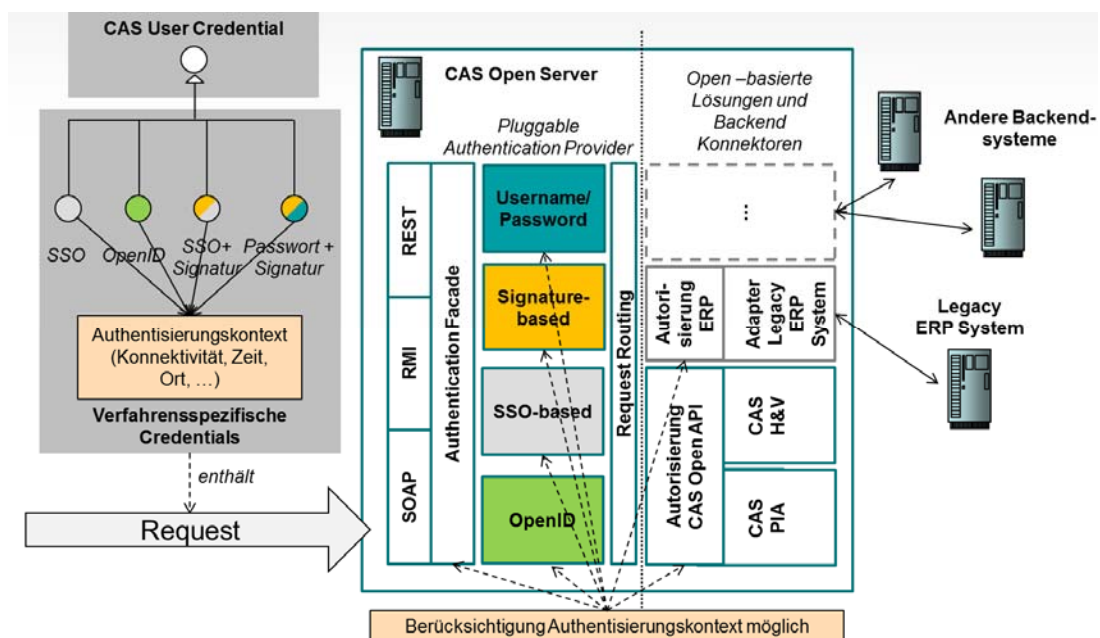 CAS User Credential
SSO
OpenID
SSO+
Signatur
Passwort +
Signatur
Authentisierungskontext
(Konnektivität, Zeit,
Ort, ...)
Verfahrensspezifische
Credentials
enthält
Request
CAS Open Server
Pluggable
Authentication Provider
REST
RMI
SOAP
Authentication Facade
Username/
Password
Signature-
based
SSO-based
OpenID
Request Routing
Open –basierte
Lösungen und
Backend
Konnektoren
...
Autori-
sierung
ERP
Adapter
Legacy
ERP
System
Autorisierung
CAS Open API
CAS
H&V
CAS
PIA
Andere Backend-
systeme
Legacy
ERP System
Berücksichtigung Authentisierungskontext möglich